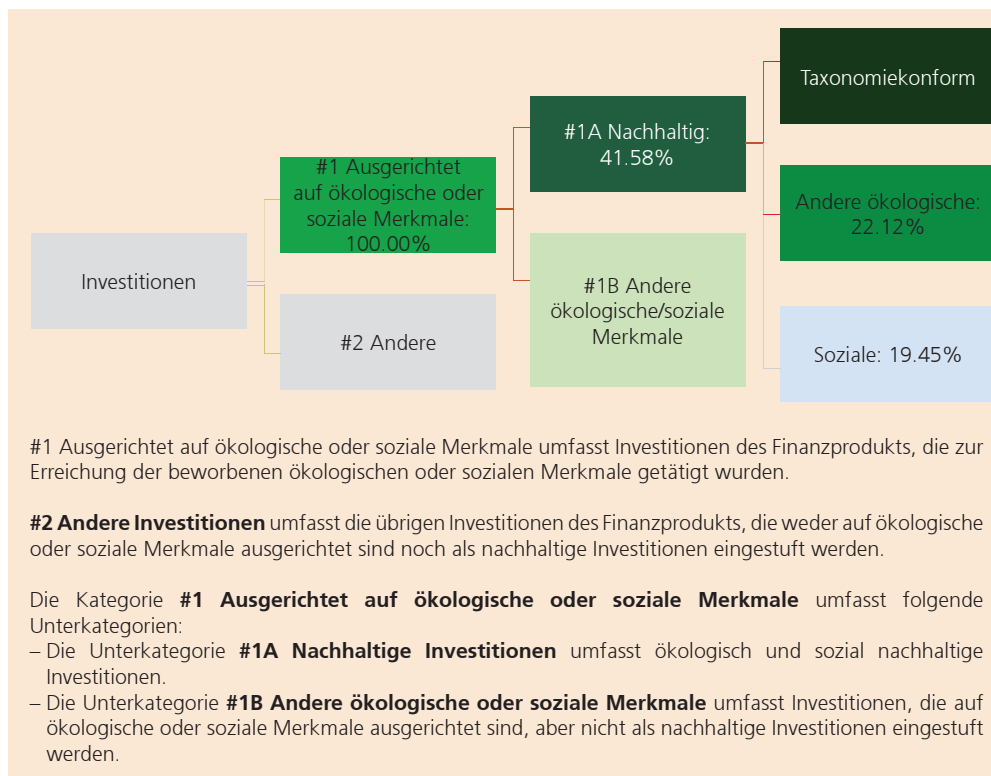 Taxonomiekonform
#1A Nachhaltig:
41.58%
#1 Ausgerichtet
auf ökologische oder
soziale Merkmale:
100.00%
Andere ökologische:
22.12%
Investitionen
#1B Andere
ökologische/soziale
Merkmale
#2 Andere
Soziale: 19.45%
#1 Ausgerichtet auf ökologische oder soziale Merkmale umfasst Investitionen des Finanzprodukts, die zur
Erreichung der beworbenen ökologischen oder sozialen Merkmale getätigt wurden.
#2 Andere Investitionen umfasst die übrigen Investitionen des Finanzprodukts, die weder auf ökologische
oder soziale Merkmale ausgerichtet sind noch als nachhaltige Investitionen eingestuft werden.
Die Kategorie #1 Ausgerichtet auf ökologische oder soziale Merkmale umfasst folgende
Unterkategorien:
– Die Unterkategorie #1A Nachhaltige Investitionen umfasst ökologisch und sozial nachhaltige
Investitionen.
– Die Unterkategorie #1B Andere ökologische oder soziale Merkmale umfasst Investitionen, die auf
ökologische oder soziale Merkmale ausgerichtet sind, aber nicht als nachhaltige Investitionen eingestuft
werden.